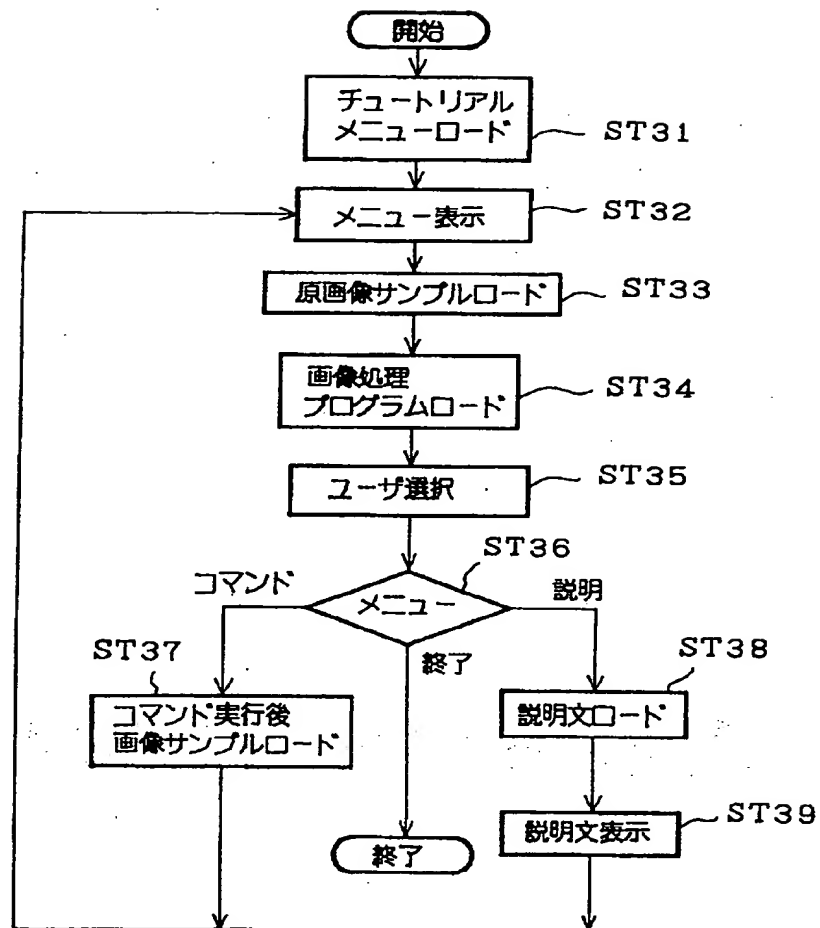 開始
チュートリアル
メニューロード
ST31
メニュー表示
ST32
原画像サンプルロード
ST33
画像処理
プログラムロード
ST34
ユーザ選択
ST35
ST36
コマンド
メニュー
説明
終了
ST37
コマンド実行後
画像サンプルロード
ST38
説明文ロード
説明文表示
ST39
終了